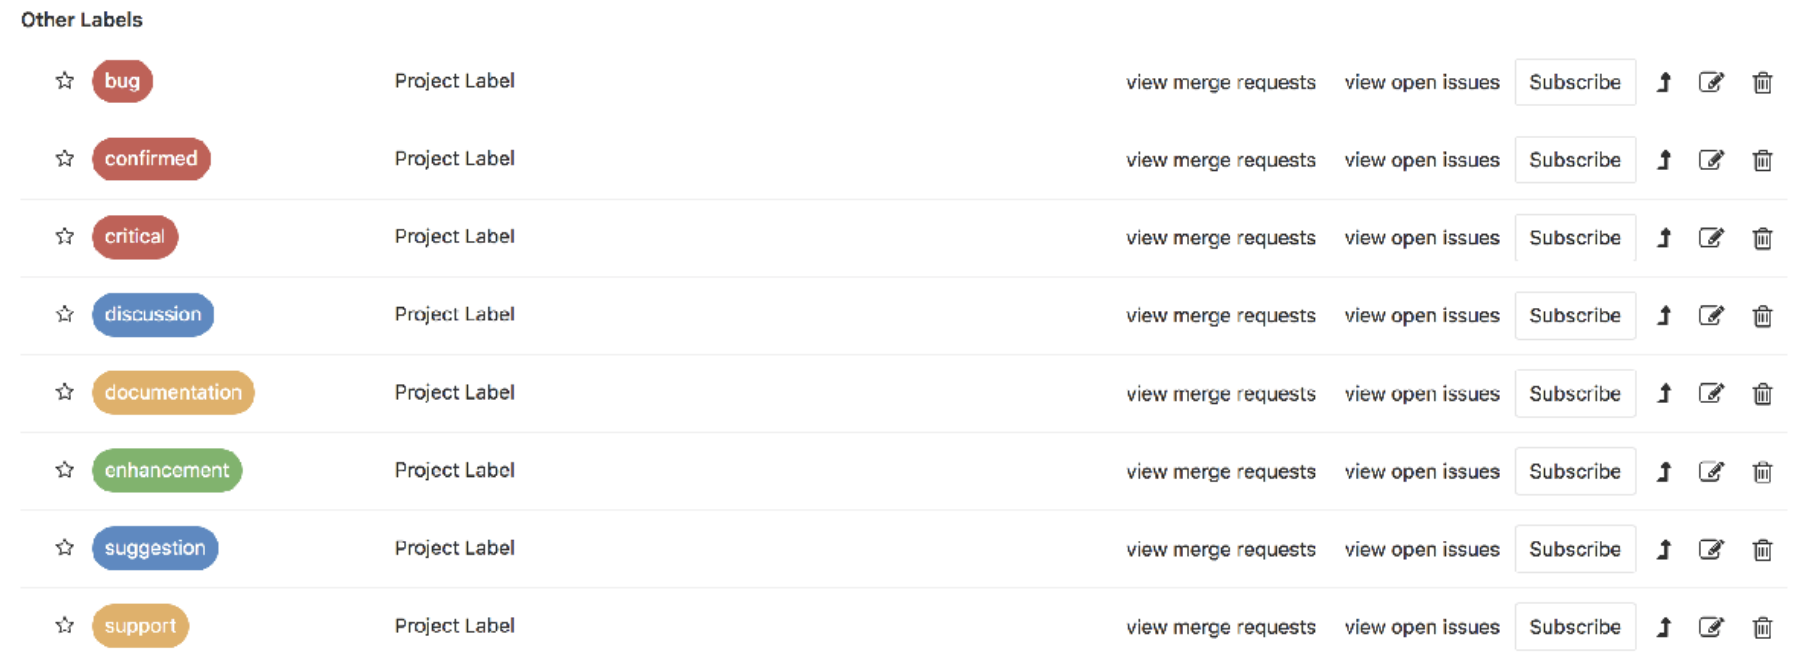 Other Labels
bug Project Label view merge requests view open issues Subscribe
confirmed Project Label view merge requests view open issues Subscribe
critical Project Label view merge requests view open issues Subscribe
discussion Project Label view merge requests view open issues Subscribe
documentation Project Label view merge requests view open issues Subscribe
enhancement Project Label view merge requests view open issues Subscribe
suggestion Project Label view merge requests view open issues Subscribe
support Project Label view merge requests view open issues Subscribe